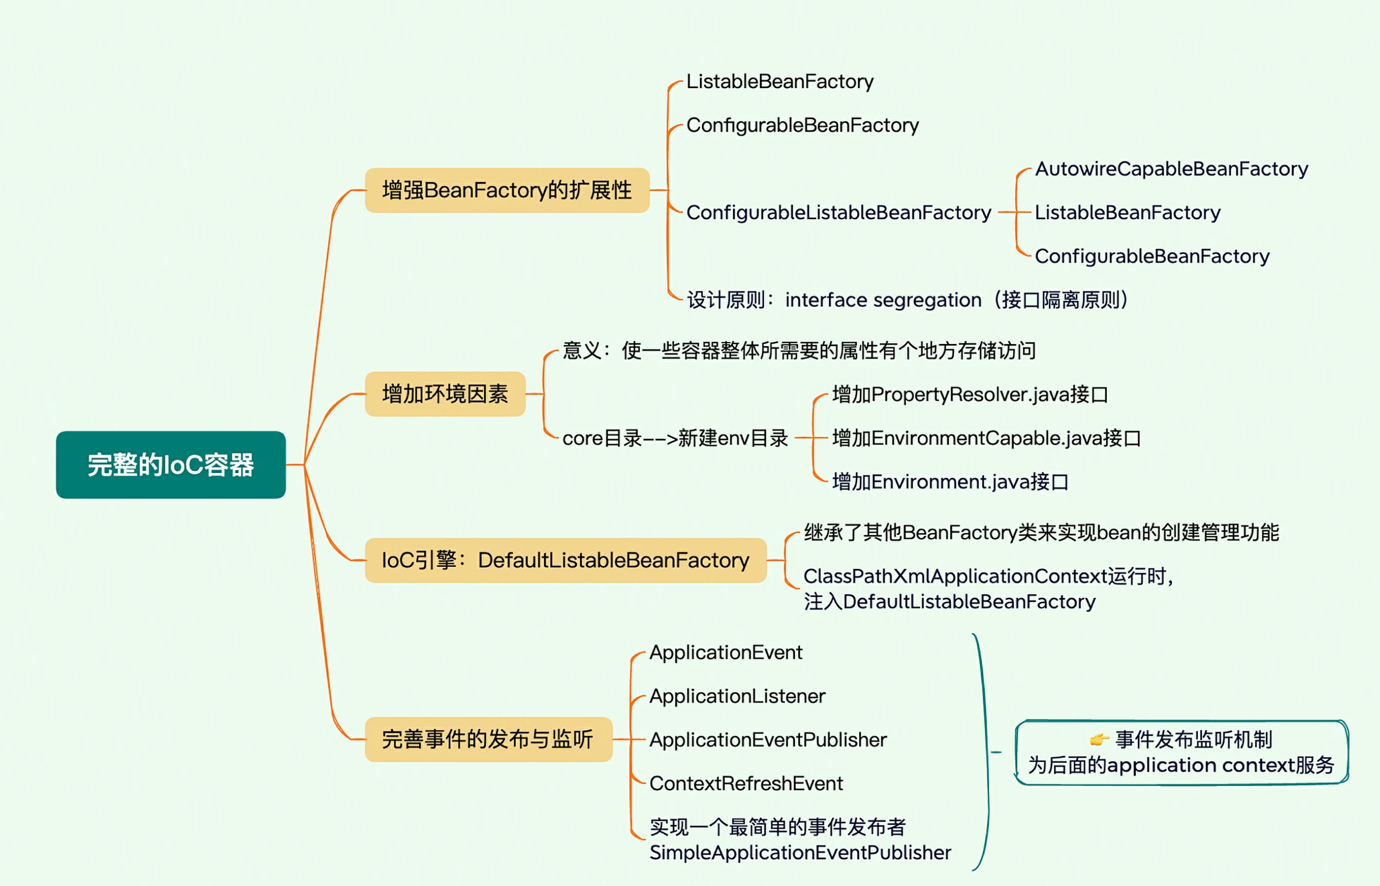 完整的IoC容器
增强BeanFactory的扩展性
ListableBeanFactory
ConfigurableBeanFactory
ConfigurableListableBeanFactory
AutowireCapableBeanFactory
ListableBeanFactory
ConfigurableBeanFactory
设计原则：interface segregation（接口隔离原则）
增加环境因素
意义：使一些容器整体所需要的属性有个地方存储访问
core目录-->新建env目录
增加PropertyResolver.java接口
增加EnvironmentCapable.java接口
增加Environment.java接口
IoC引擎：DefaultListableBeanFactory
继承了其他BeanFactory类来实现bean的创建管理功能
ClassPathXmlApplicationContext运行时，
注入DefaultListableBeanFactory
完善事件的发布与监听
ApplicationEvent
ApplicationListener
ApplicationEventPublisher
ContextRefreshEvent
实现一个最简单的事件发布者
SimpleApplicationEventPublisher
👉 事件发布监听机制
为后面的application context服务